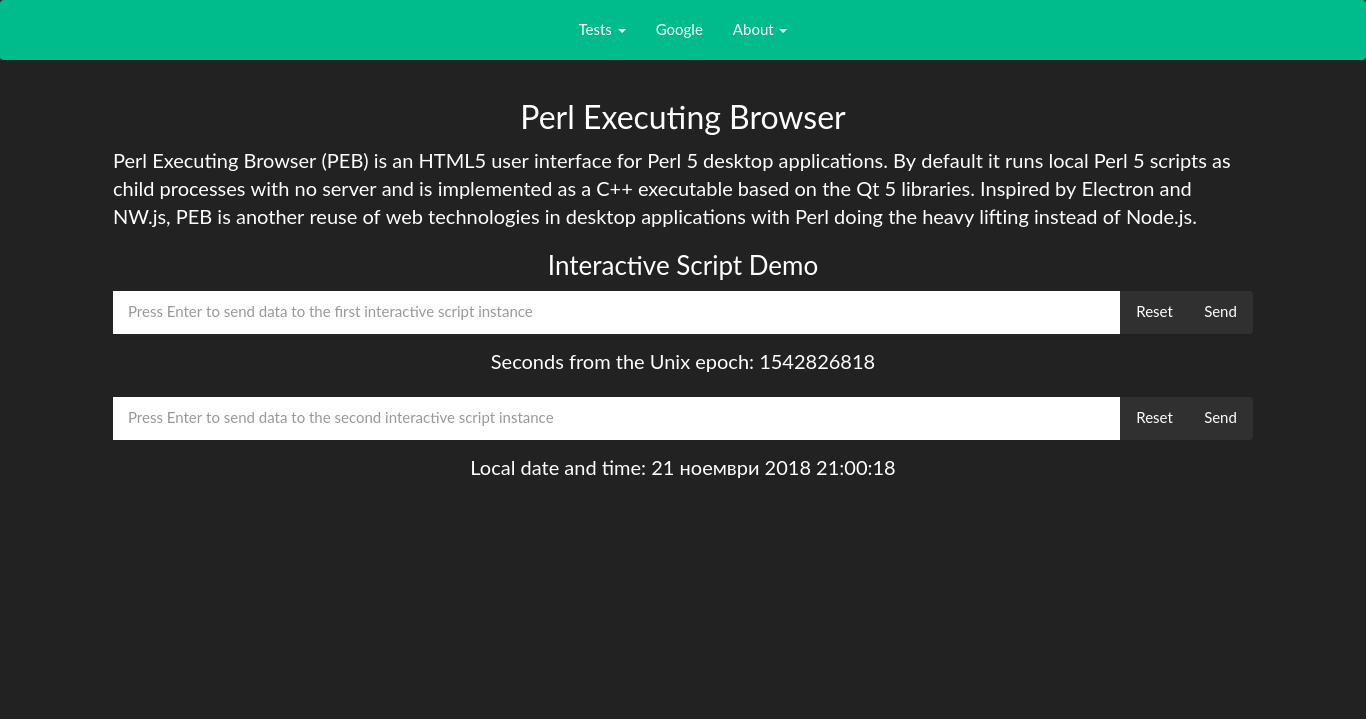 Tests Google About
Perl Executing Browser
Perl Executing Browser (PEB) is an HTML5 user interface for Perl 5 desktop applications. By default it runs local Perl 5 scripts as
child processes with no server and is implemented as a C++ executable based on the Qt 5 libraries. Inspired by Electron and
NW.js, PEB is another reuse of web technologies in desktop applications with Perl doing the heavy lifting instead of Node.js.
Interactive Script Demo
Press Enter to send data to the first interactive script instance Reset Send
Seconds from the Unix epoch: 1542826818
Press Enter to send data to the second interactive script instance Reset Send
Local date and time: 21 ноември 2018 21:00:18